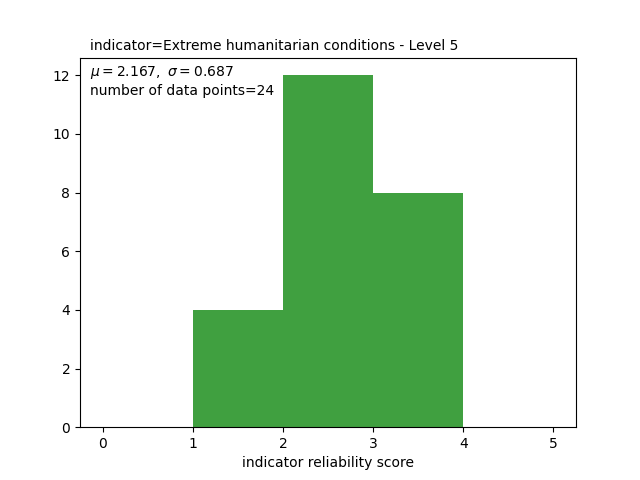 indicator=Extreme humanitarian conditions - Level 5
μ = 2.167, σ = 0.687
number of data points=24
12
10
8
6
4
2
0
0 1 2 3 4 5
indicator reliability score